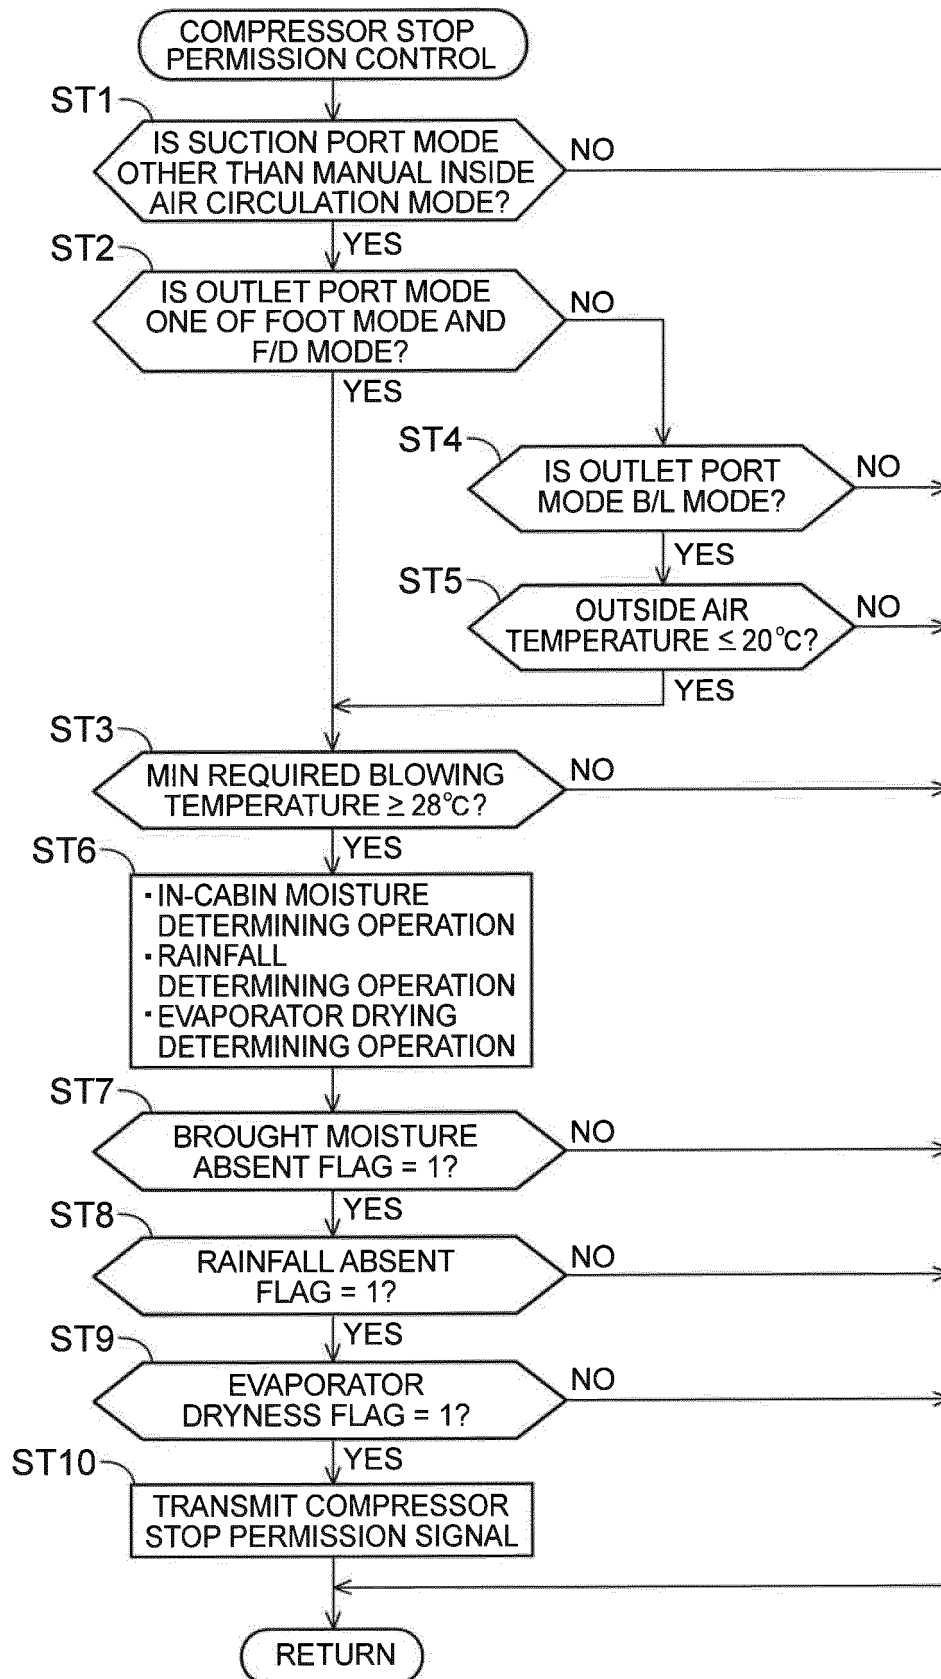 COMPRESSOR STOP
PERMISSION CONTROL
ST1
IS SUCTION PORT MODE
OTHER THAN MANUAL INSIDE
AIR CIRCULATION MODE?
NO
YES
ST2
IS OUTLET PORT MODE
ONE OF FOOT MODE AND
F/D MODE?
NO
YES
ST4
IS OUTLET PORT
MODE B/L MODE?
NO
YES
ST5
OUTSIDE AIR
TEMPERATURE ≤ 20°C?
NO
YES
ST3
MIN REQUIRED BLOWING
TEMPERATURE ≥ 28°C?
NO
YES
ST6
・IN-CABIN MOISTURE
DETERMINING OPERATION
・RAINFALL
DETERMINING OPERATION
・EVAPORATOR DRYING
DETERMINING OPERATION
ST7
BROUGHT MOISTURE
ABSENT FLAG = 1?
NO
YES
ST8
RAINFALL ABSENT
FLAG = 1?
NO
YES
ST9
EVAPORATOR
DRYNESS FLAG = 1?
NO
YES
ST10
TRANSMIT COMPRESSOR
STOP PERMISSION SIGNAL
RETURN